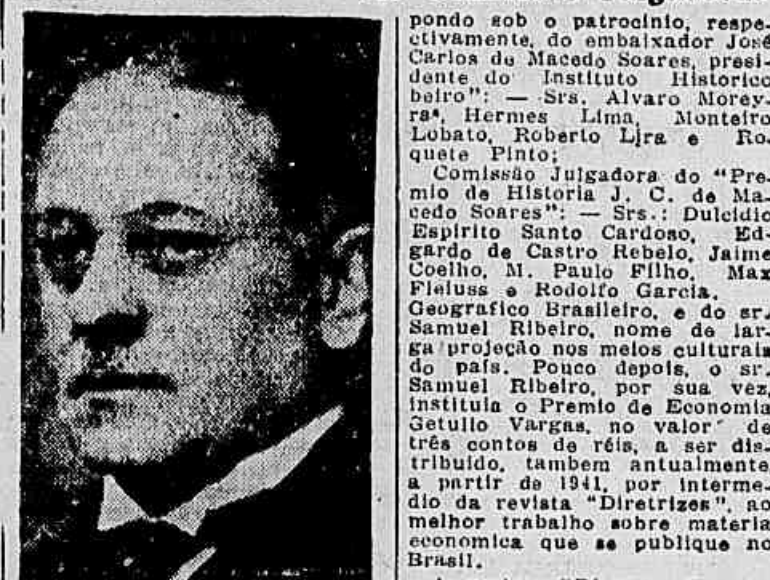 pondo sob o patrocinio, respe-
ctivamente, do embaixador José
Carlos de Macedo Soares, presi-
dente do Instituto Historico
beiro": — Srs. Alvaro Morey-
ra, Hermes Lima, Monteiro
Lobato, Roberto Lira e Ro-
quete Pinto;
Comissão Julgadora do "Pre-
mio de Historia J. C. de Ma-
cedo Soares": — Srs.: Dulcidio
Espirito Santo Cardoso, Ed-
gardo de Castro Rebelo, Jaime
Coelho, M. Paulo Filho, Max
Fleiuss e Rodolfo Garcia.
Geografico Brasileiro, e do sr.
Samuel Ribeiro, nome de lar-
ga projeção nos meios culturais
do país. Pouco depois, o sr.
Samuel Ribeiro, por sua vez,
instituia o Premio de Economia
Getulio Vargas, no valor de
três contos de réis, a ser dis-
tribuido, tambem antualmente
a partir de 1941, por interme-
dio da revista "Diretrizes", ao
melhor trabalho sobre materia
economica que se publique no
Brasil.